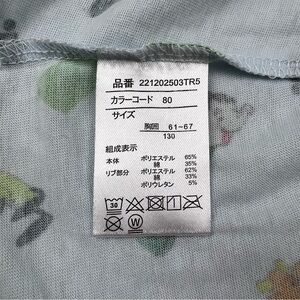 品番 221202503TR5
カラーコード 80
サイズ
胸囲 61-67
130
組成表示
本体 ポリエステル 65%
綿 35%
リブ部分 ポリエステル 62%
綿 33%
ポリウレタン 5%
30
W